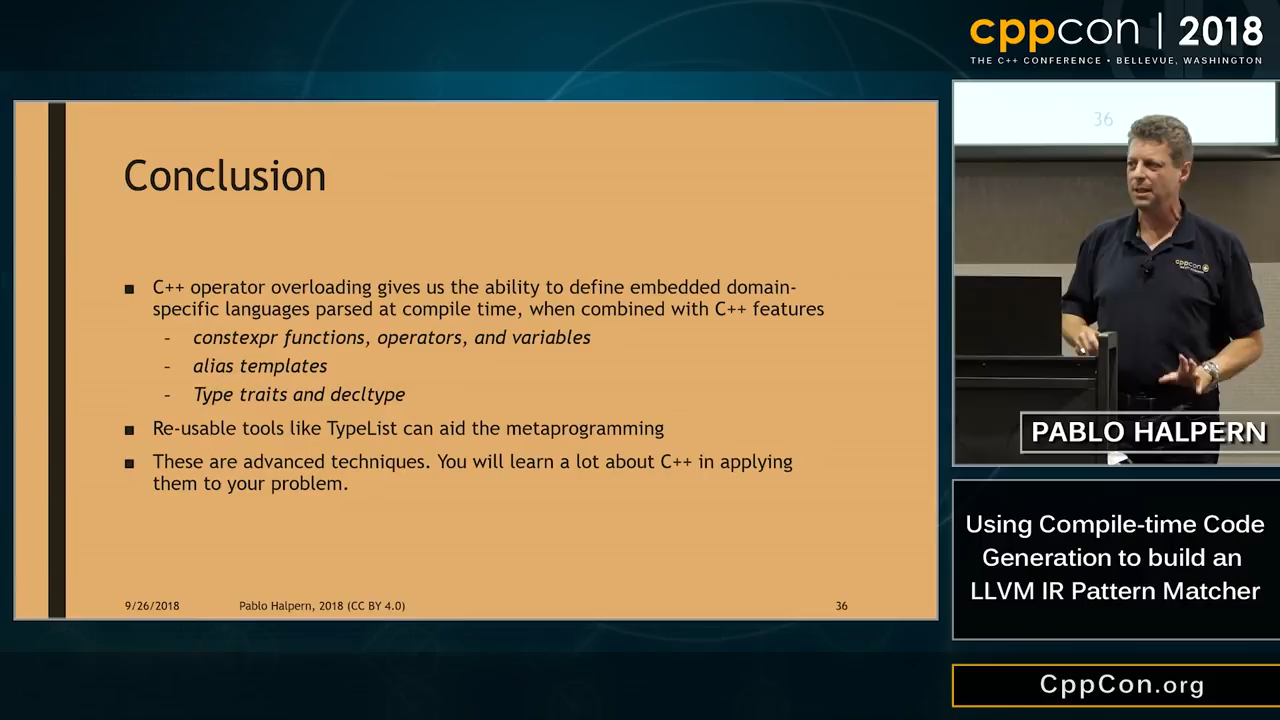 cppcon | 2018
THE C++ CONFERENCE • BELLEVUE, WASHINGTON
Conclusion
■ C++ operator overloading gives us the ability to define embedded domain-
specific languages parsed at compile time, when combined with C++ features
- constexpr functions, operators, and variables
- alias templates
- Type traits and decltype
■ Re-usable tools like TypeList can aid the metaprogramming
■ These are advanced techniques. You will learn a lot about C++ in applying
them to your problem.
9/26/2018 Pablo Halpern, 2018 (CC BY 4.0) 36
36
cppcon
PABLO HALPERN
Using Compile-time Code
Generation to build an
LLVM IR Pattern Matcher
CppCon.org